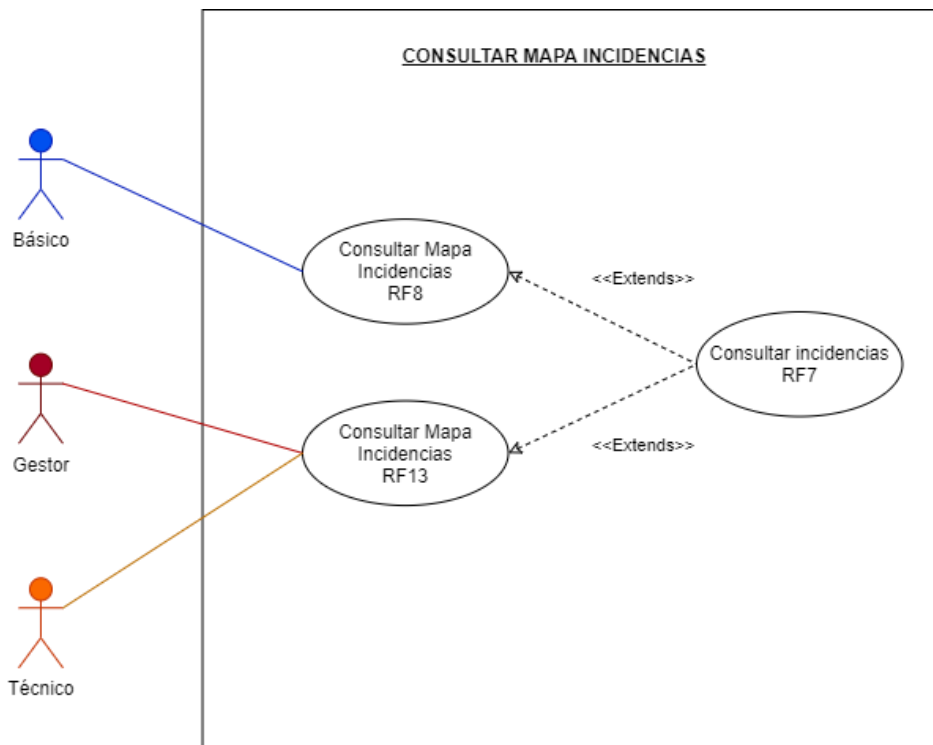 CONSULTAR MAPA INCIDENCIAS
Básico
Consultar Mapa
Incidencias
RF8
<<Extends>>
Consultar incidencias
RF7
Gestor
Consultar Mapa
Incidencias
RF13
<<Extends>>
Técnico